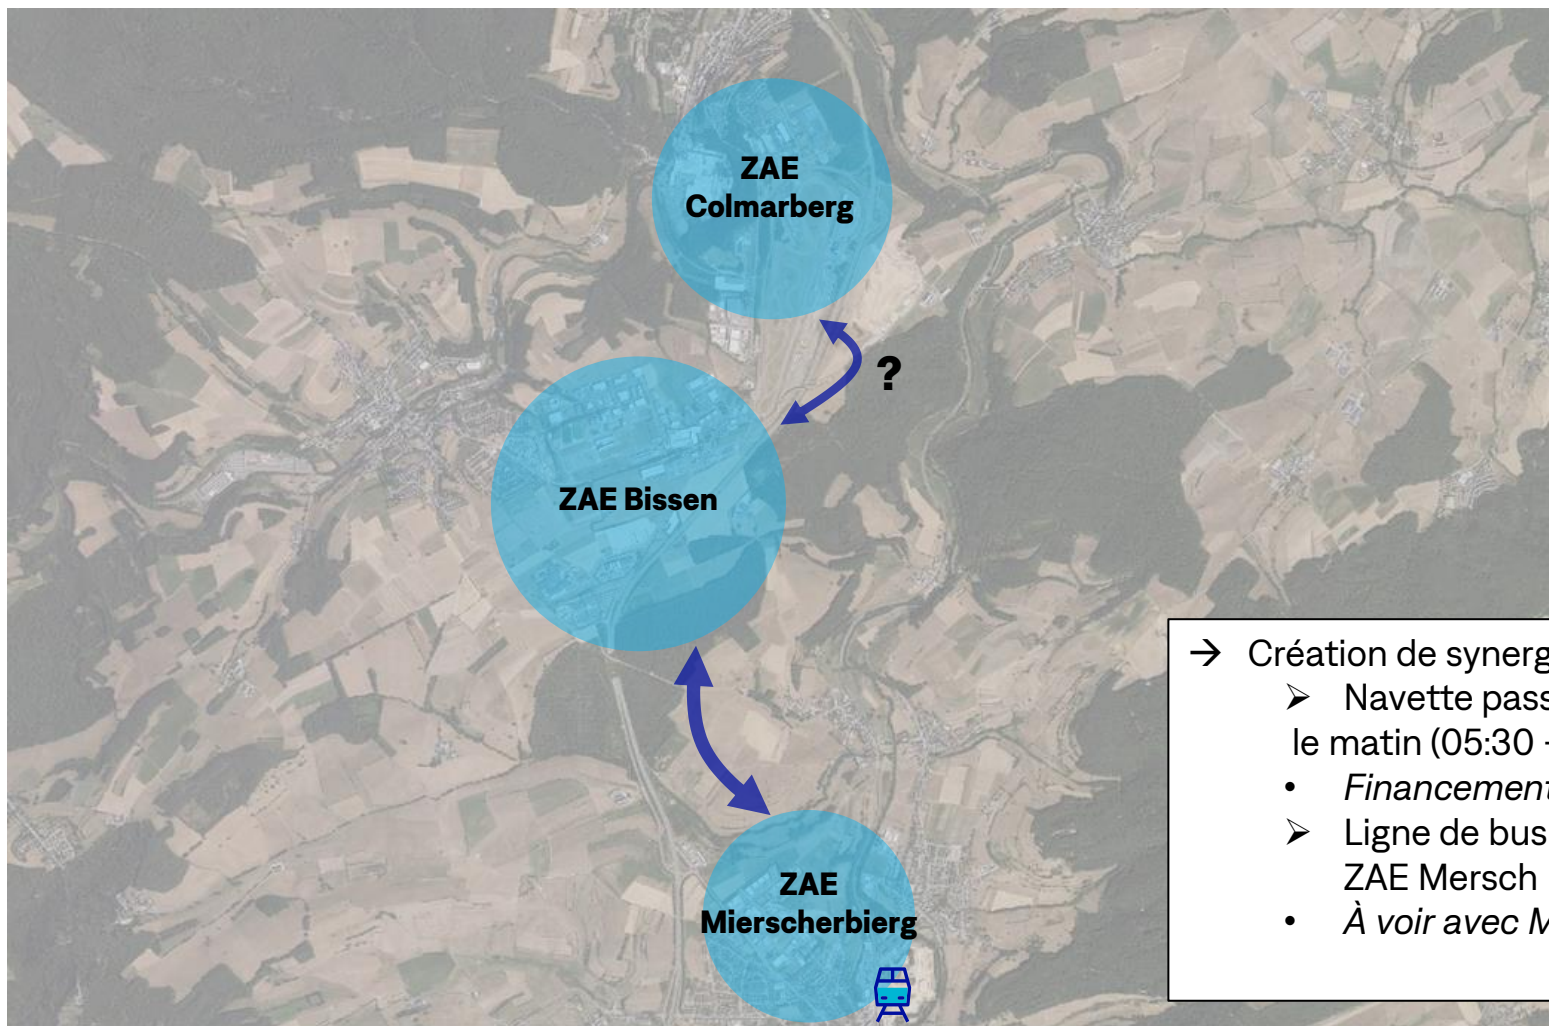 ZAE
Colmarberg
?
ZAE Bissen
ZAE
Mierscherbierg
→ Création de synerg
➢ Navette pass
le matin (05:30 -
• Financement
➢ Ligne de bus
ZAE Mersch
• À voir avec M